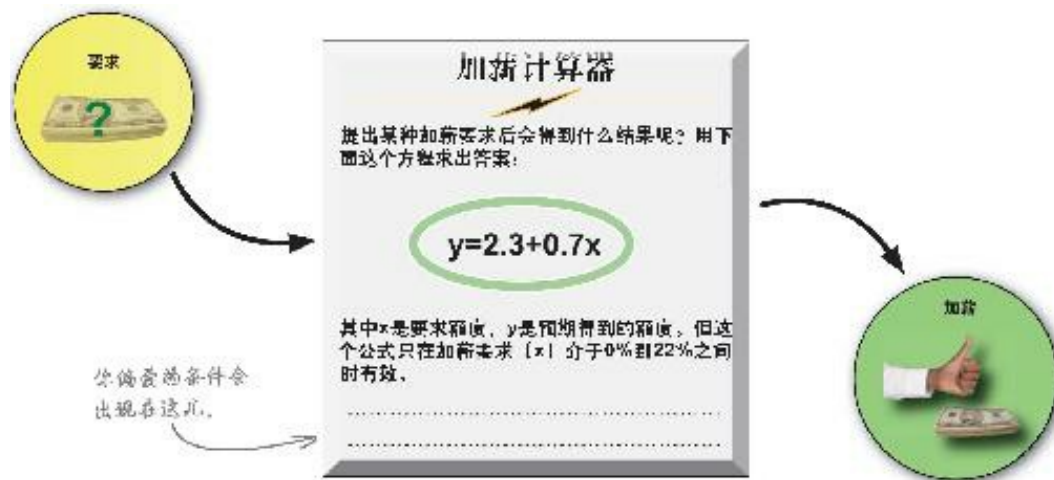 要求
?
加薪计算器
提出某种加薪要求后会得到什么结果呢？用下
面这个方程求出答案：
y=2.3+0.7x
其中x是要求额度，y是预期得到的额度。但这
个公式只在加薪要求（x）介于0%到22%之间
时有效。
你偏爱的条件会
出现在这儿。
加薪